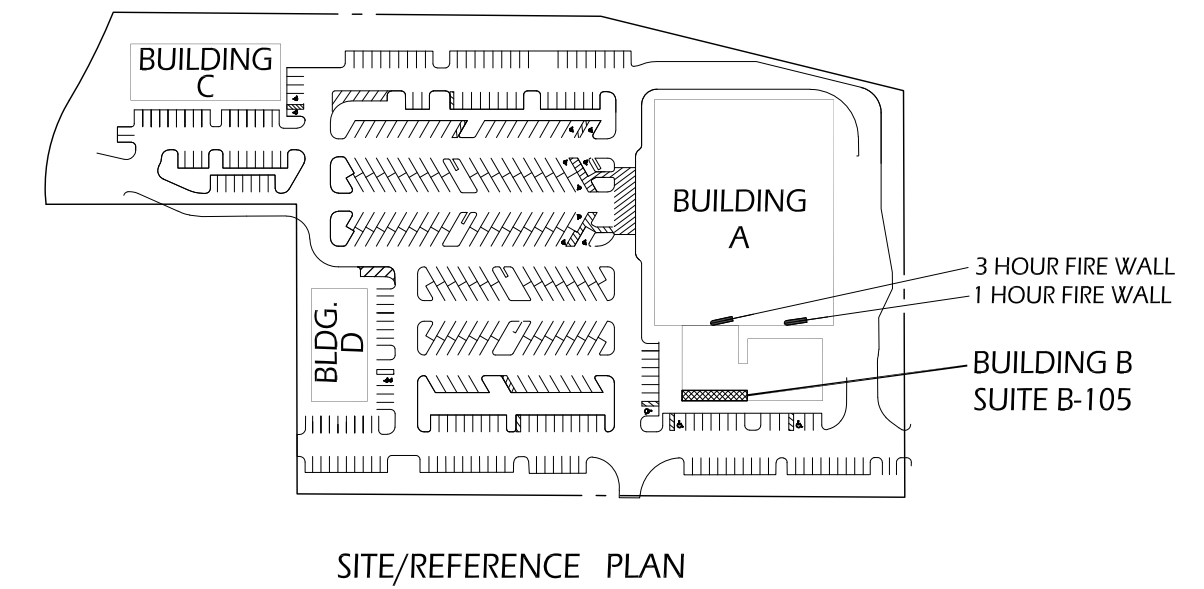 BUILDING
C
BUILDING
A
3 HOUR FIRE WALL
1 HOUR FIRE WALL
BLDG.
D
BUILDING B
SUITE B-105
SITE/REFERENCE PLAN